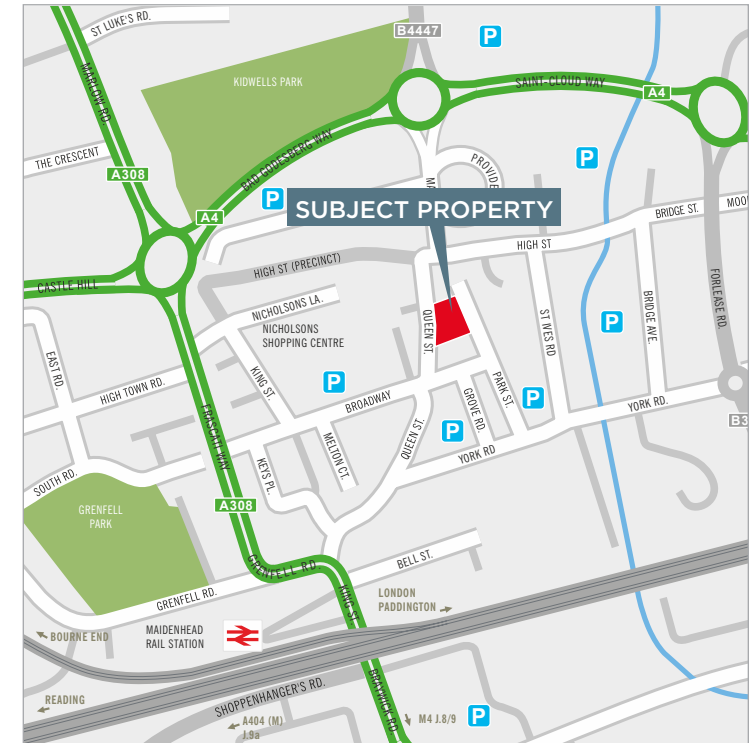 ST LUKE'S RD.
B4447
P
MARLOW RD.
KIDWELLS PARK
SAINT-CLOUD WAY
A4
THE CRESCENT
A308
BAD GODESBERG WAY
PROVIDE
P
A4
P
MA
SUBJECT PROPERTY
BRIDGE ST.
MOO
HIGH ST
HIGH ST (PRECINCT)
CASTLE HILL
NICHOLSONS LA.
NICHOLSONS
SHOPPING CENTRE
QUEEN ST.
ST IVES RD
P
BRIDGE AVE.
FORLEASE RD.
EAST RD.
HIGH TOWN RD.
KING ST.
P
BROADWAY
PARK ST.
GROVE RD.
P
YORK RD.
B3
FRASCATI WAY
MELTON CT.
QUEEN ST.
P
YORK RD
KEYS PL.
SOUTH RD.
GRENFELL
PARK
A308
GRENFELL RD.
BELL ST.
GRENFELL RD.
KING ST.
LONDON
PADDINGTON
BOURNE END
MAIDENHEAD
RAIL STATION
READING
SHOPPENHANGER'S RD.
BRAYWICK RD
A404 (M)
J.9a
M4 J.8/9
P